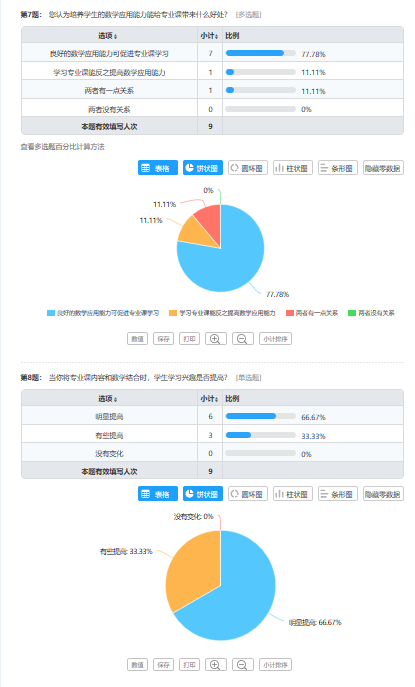 第7题： 您认为培养学生的数学应用能力能给专业课带来什么好处？ [多选题]
选项 小计 比例
良好的数学应用能力可促进专业课学习 7 77.78%
学习专业课能反之提高数学应用能力 1 11.11%
两者有一点关系 1 11.11%
两者没有关系 0 0%
本题有效填写人次 9
查看多选题百分比计算方法
表格 饼状图 圆环图 柱状图 条形图 隐藏零数据
0%
11.11%
11.11%
77.78%
良好的数学应用能力可促进专业课学习 学习专业课能反之提高数学应用能力 两者有一点关系 两者没有关系
数值 保存 打印 小计排序
第8题： 当你将专业课内容和数学结合时，学生学习兴趣是否提高？ [单选题]
选项 小计 比例
明显提高 6 66.67%
有些提高 3 33.33%
没有变化 0 0%
本题有效填写人次 9
表格 饼状图 圆环图 柱状图 条形图 隐藏零数据
没有变化: 0%
有些提高: 33.33%
明显提高: 66.67%
数值 保存 打印 小计排序